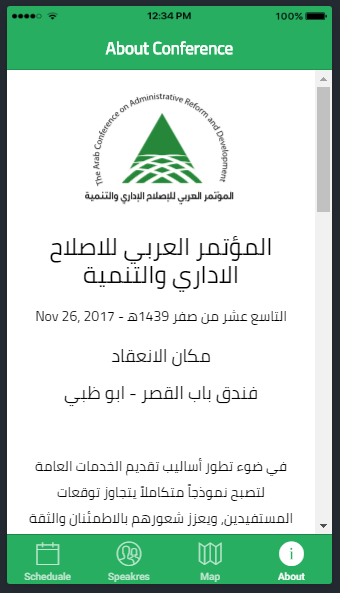 12:34 PM
100%
About Conference
The Arab Conference on Administrative Reform and Development
المؤتمر العربي للإصلاح الإداري والتنمية
المؤتمر العربي للاصلاح
الاداري والتنمية
التاسع عشر من صفر 1439هـ - Nov 26, 2017
مكان الانعقاد
فندق باب القصر - ابو ظبي
في ضوء تطور أساليب تقديم الخدمات العامة
لتصبح نموذجاً متكاملاً يتجاوز توقعات
المستفيدين، ويعزز شعورهم بالاطمئنان والثقة
Scheduale
Speakres
Map
About